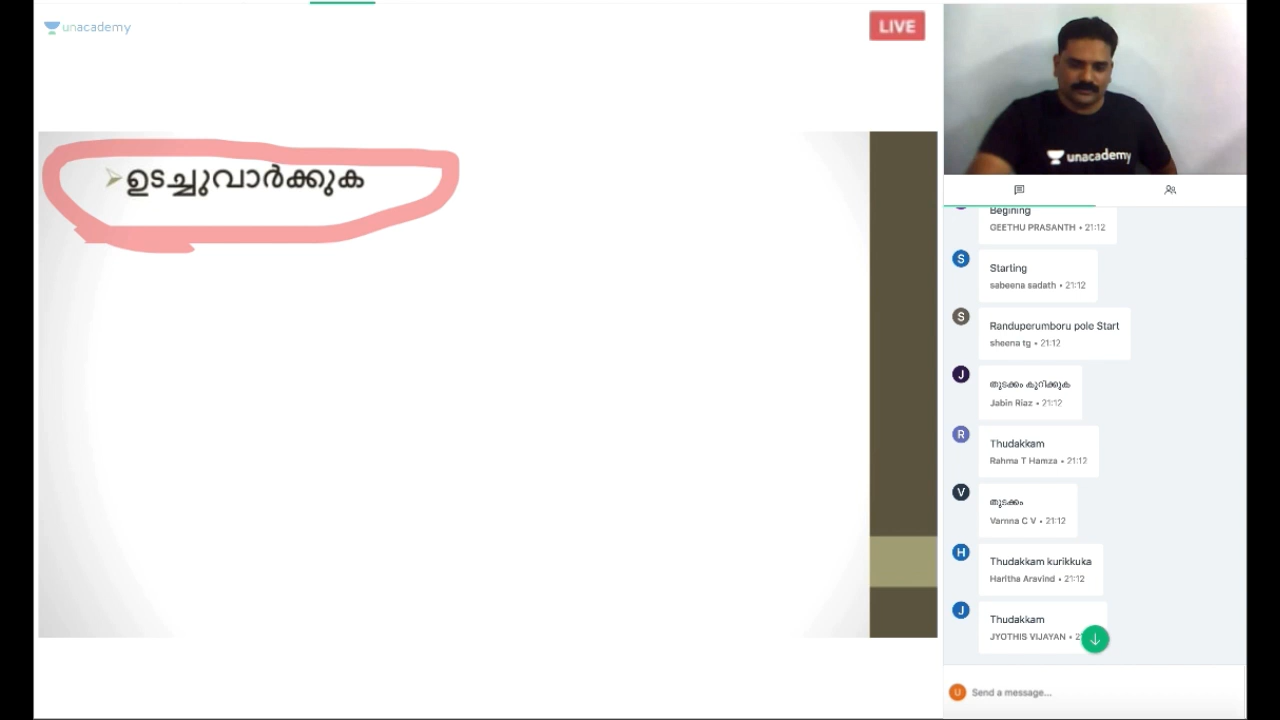 unacademy
LIVE
ഉടച്ചുവാർക്കുക
unacademy
Begining
GEETHU PRASANTH • 21:12
S
Starting
sabeena sadath • 21:12
S
Randuperumboru pole Start
sheena tg • 21:12
J
തുടക്കം കുറിക്കുക
Jabin Riaz • 21:12
R
Thudakkam
Rahma T Hamza • 21:12
V
തുടക്കം
Varnna C V • 21:12
H
Thudakkam kurikkuka
Haritha Aravind • 21:12
J
Thudakkam
JYOTHIS VIJAYAN •
U
Send a message...